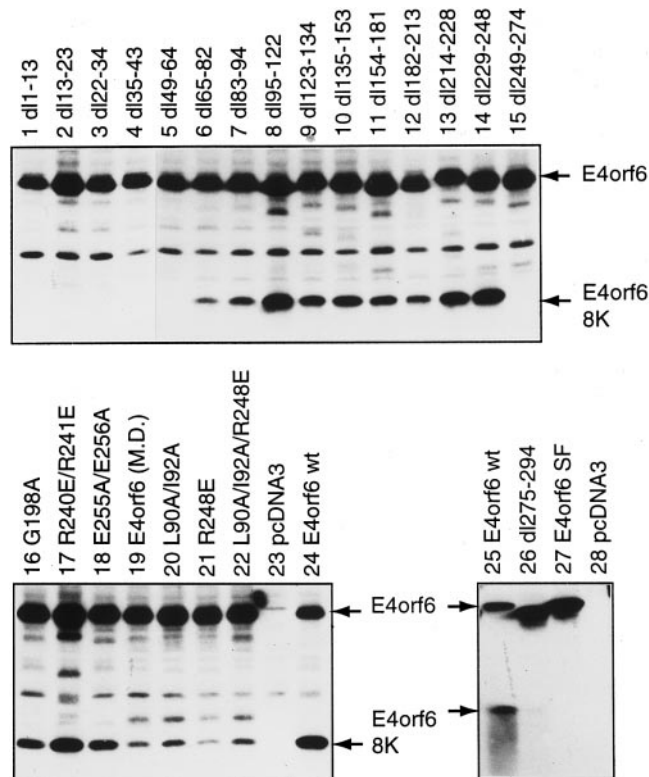 1 dl1-13
2 dl13-23
3 dl22-34
4 dl35-43
5 dl49-64
6 dl65-82
7 dl83-94
8 dl95-122
9 dl123-134
10 dl135-153
11 dl154-181
12 dl182-213
13 dl214-228
14 dl229-248
15 dl249-274
E4orf6
E4orf6
8K
16 G198A
17 R240E/R241E
18 E255A/E256A
19 E4orf6 (M.D.)
20 L90A/I92A
21 R248E
22 L90A/I92A/R248E
23 pcDNA3
24 E4orf6 wt
25 E4orf6 wt
26 dl275-294
27 E4orf6 SF
28 pcDNA3
E4orf6
E4orf6
8K